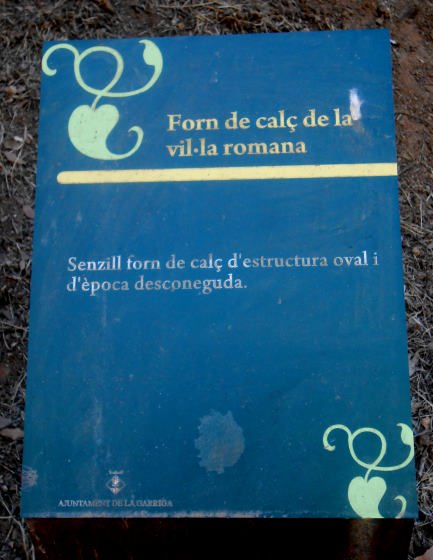 Forn de calç de la
vil·la romana
Senzill forn de calç d'estructura oval i
d'època desconeguda.
AJUNTAMENT DE LA GARRIGA